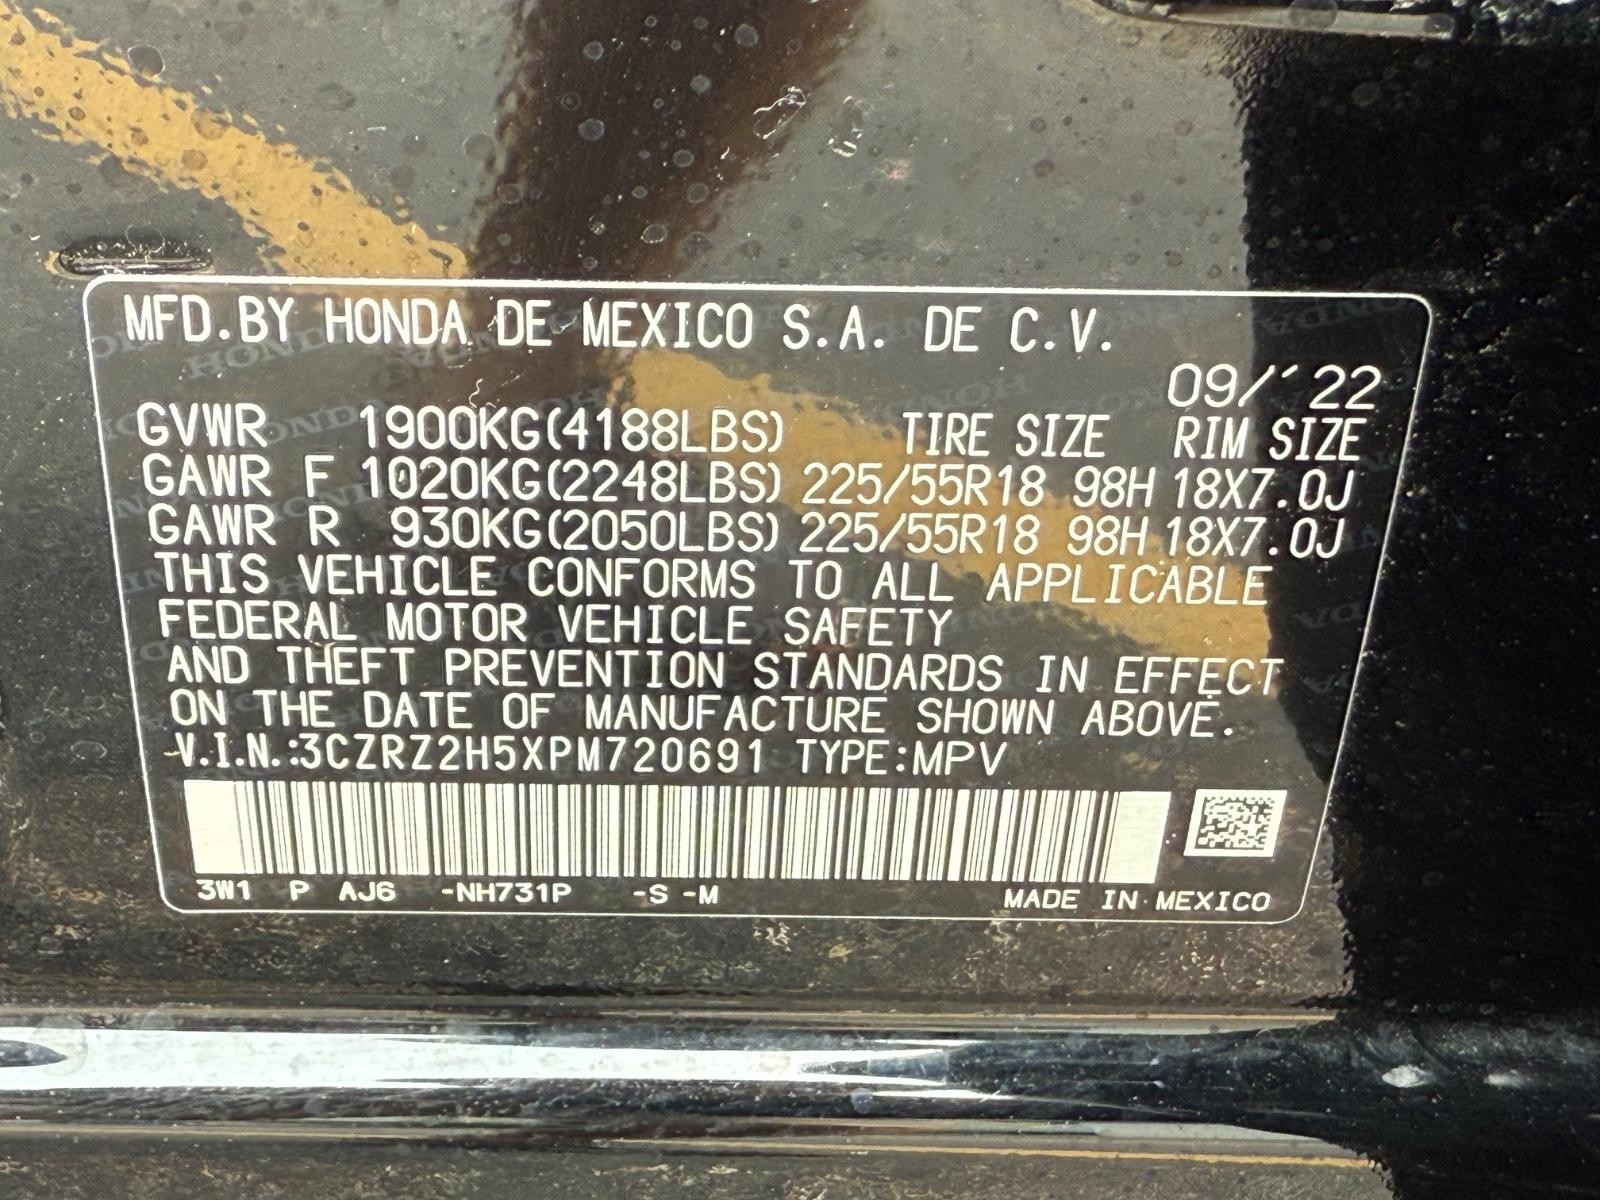 MFD.BY HONDA DE MEXICO S.A. DE C.V.
09/´22
GVWR 1900KG(4188LBS) TIRE SIZE RIM SIZE
GAWR F 1020KG(2248LBS) 225/55R18 98H 18X7.0J
GAWR R 930KG(2050LBS) 225/55R18 98H 18X7.0J
THIS VEHICLE CONFORMS TO ALL APPLICABLE
FEDERAL MOTOR VEHICLE SAFETY
AND THEFT PREVENTION STANDARDS IN EFFECT
ON THE DATE OF MANUFACTURE SHOWN ABOVE.
V.I.N.:3CZRZ2H5XPM720691 TYPE:MPV
3W1 P AJ6 -NH731P -S -M MADE IN MEXICO